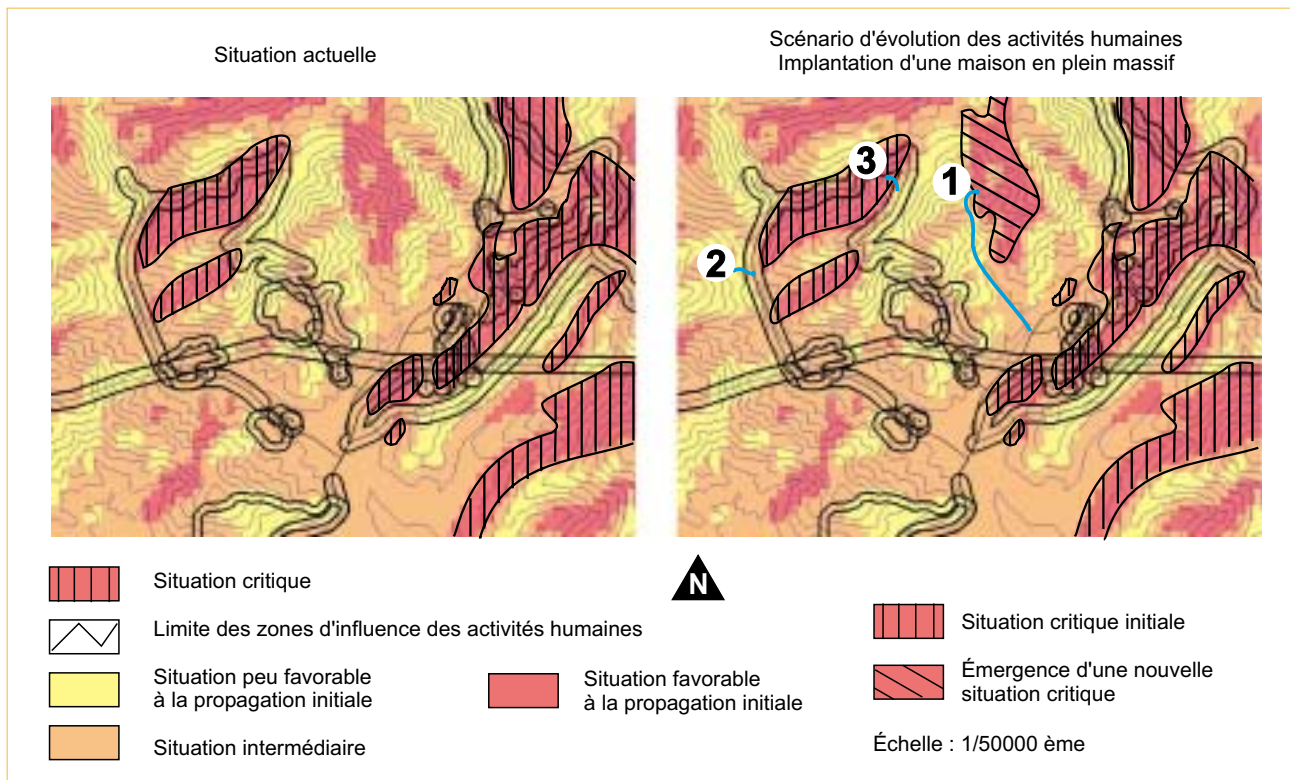 Situation actuelle
Scénario d'évolution des activités humaines
Implantation d'une maison en plein massif
3
1
2
N
Situation critique
Limite des zones d'influence des activités humaines
Situation peu favorable
à la propagation initiale
Situation intermédiaire
Situation favorable
à la propagation initiale
Situation critique initiale
Émergence d'une nouvelle
situation critique
Échelle : 1/50000 ème